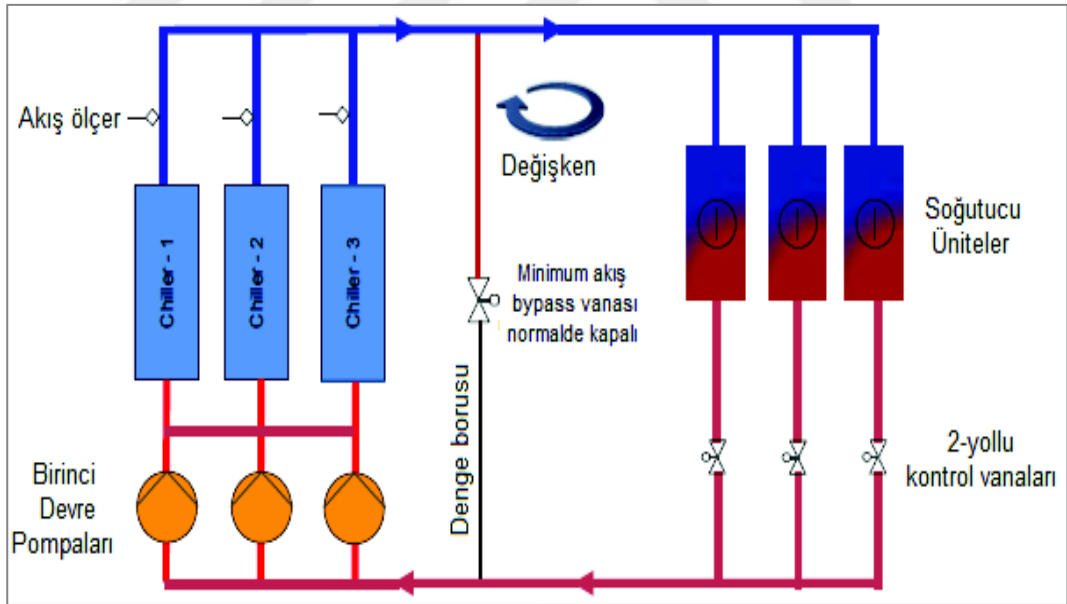 Akış ölçer
Chiller - 1
Chiller - 2
Chiller - 3
Değişken
Minimum akış
bypass vanası
normalde kapalı
Denge borusu
Soğutucu
Üniteler
2-yollu
kontrol vanaları
Birinci
Devre
Pompaları